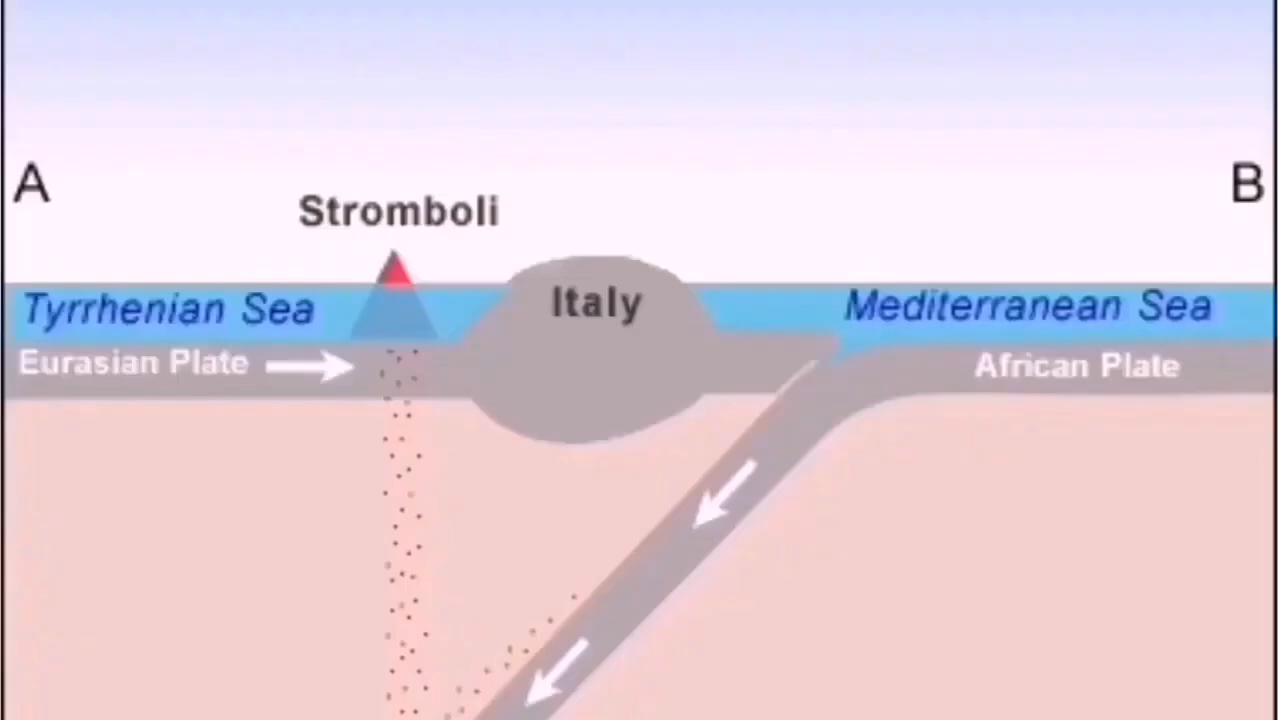 A
B
Stromboli
Tyrrhenian Sea
Italy
Mediterranean Sea
Eurasian Plate
African Plate